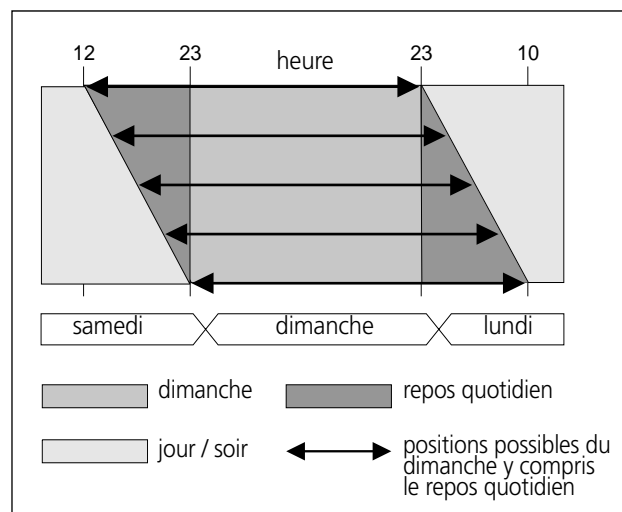 12 23 heure 23 10
samedi dimanche lundi
dimanche
repos quotidien
jour / soir
positions possibles du
dimanche y compris
le repos quotidien